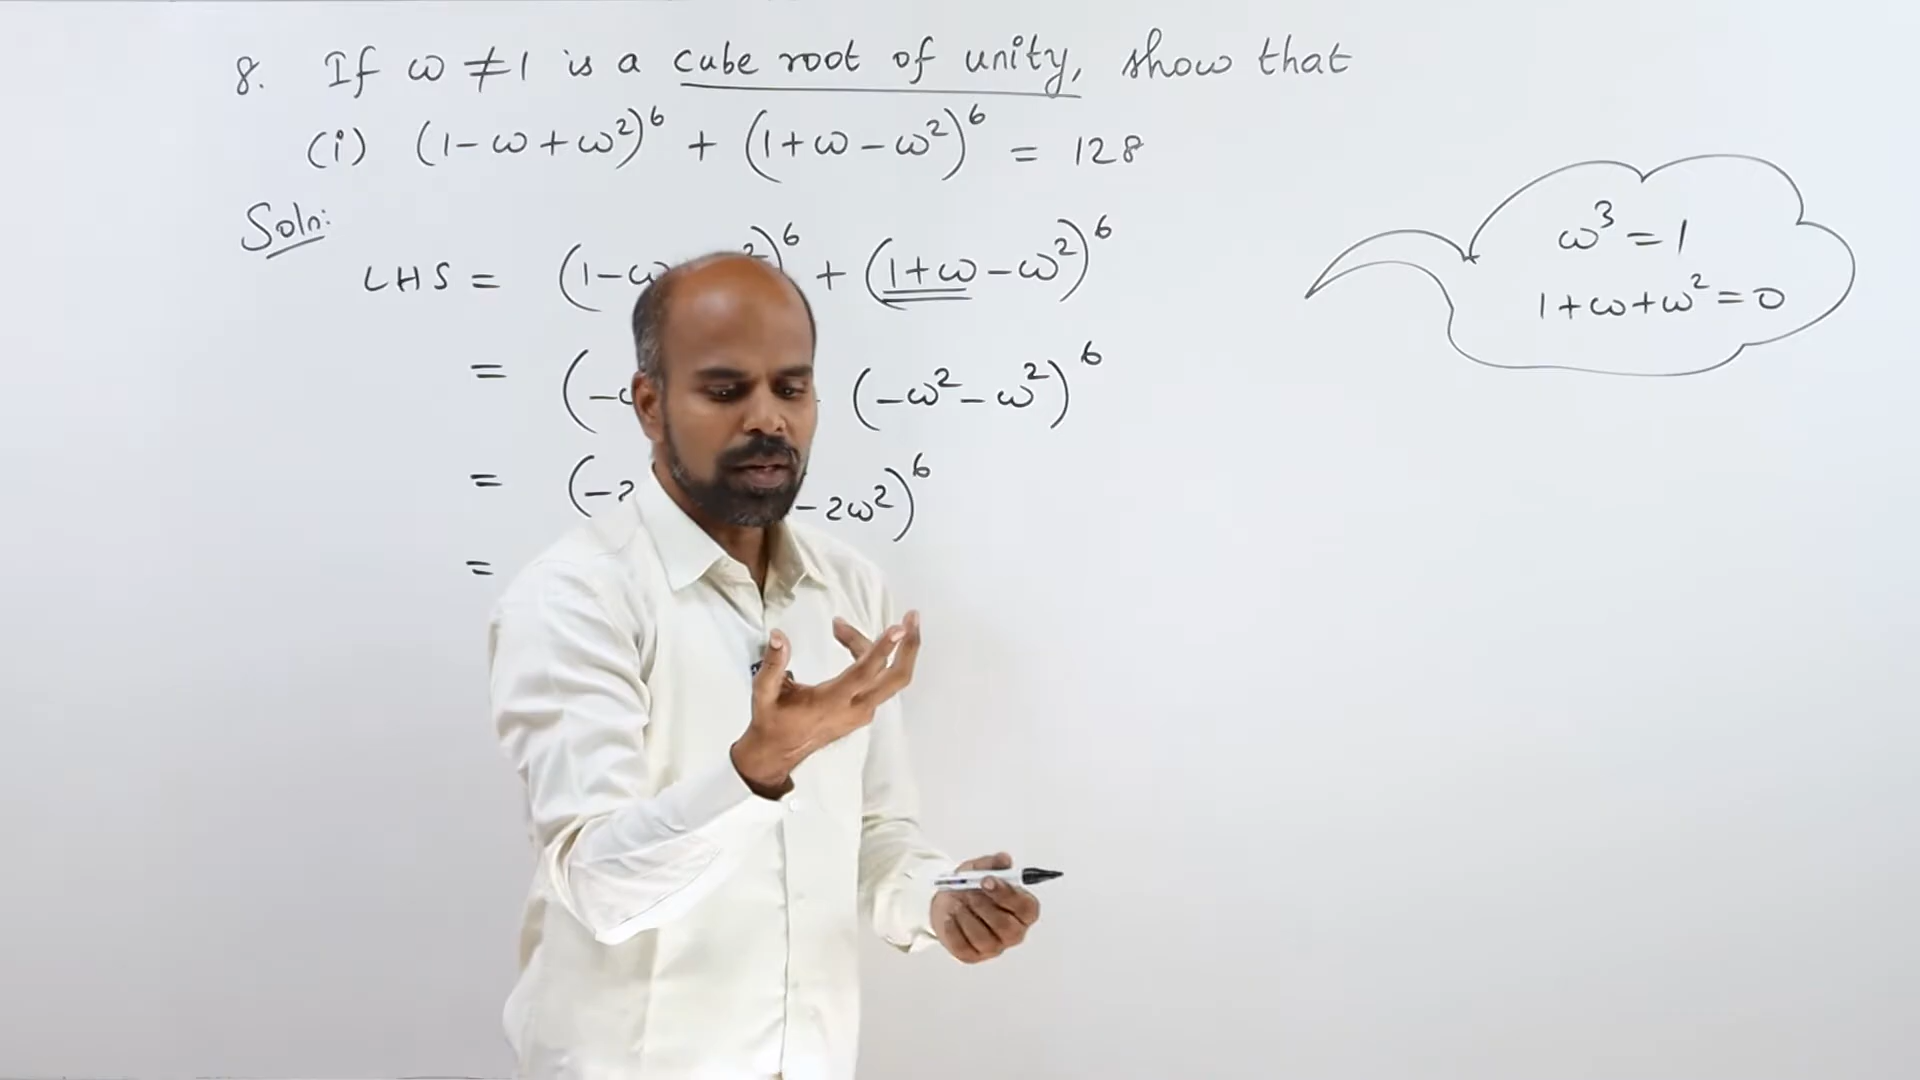 8. If ω ≠ 1 is a cube root of unity, show that
(i) (1-ω+ω²)⁶ + (1+ω-ω²)⁶ = 128
Soln:
LHS = (1-ω ²)⁶ + (1+ω-ω²)⁶
= (- (-ω²-ω²)⁶
= (-2 -2ω²)⁶
=
ω³ = 1
1+ω+ω² = 0